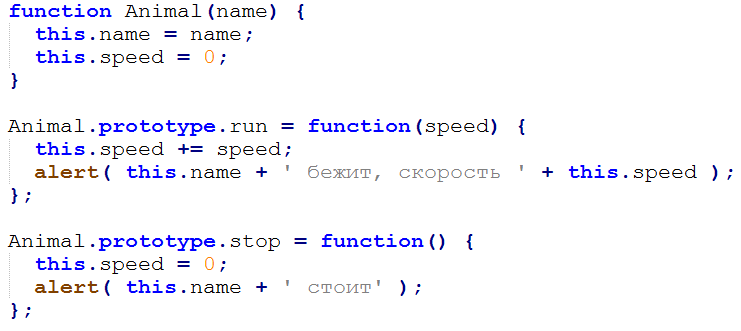 function Animal(name) {
  this.name = name;
  this.speed = 0;
}

Animal.prototype.run = function(speed) {
  this.speed += speed;
  alert( this.name + ' бежит, скорость ' + this.speed );
};

Animal.prototype.stop = function() {
  this.speed = 0;
  alert( this.name + ' стоит' );
};